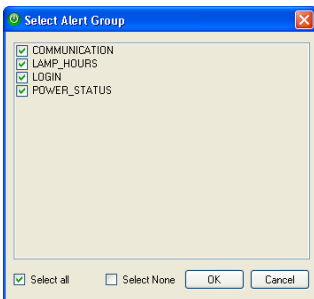 Select Alert Group
COMMUNICATION
LAMP_HOURS
LOGIN
POWER_STATUS
Select all Select None OK Cancel